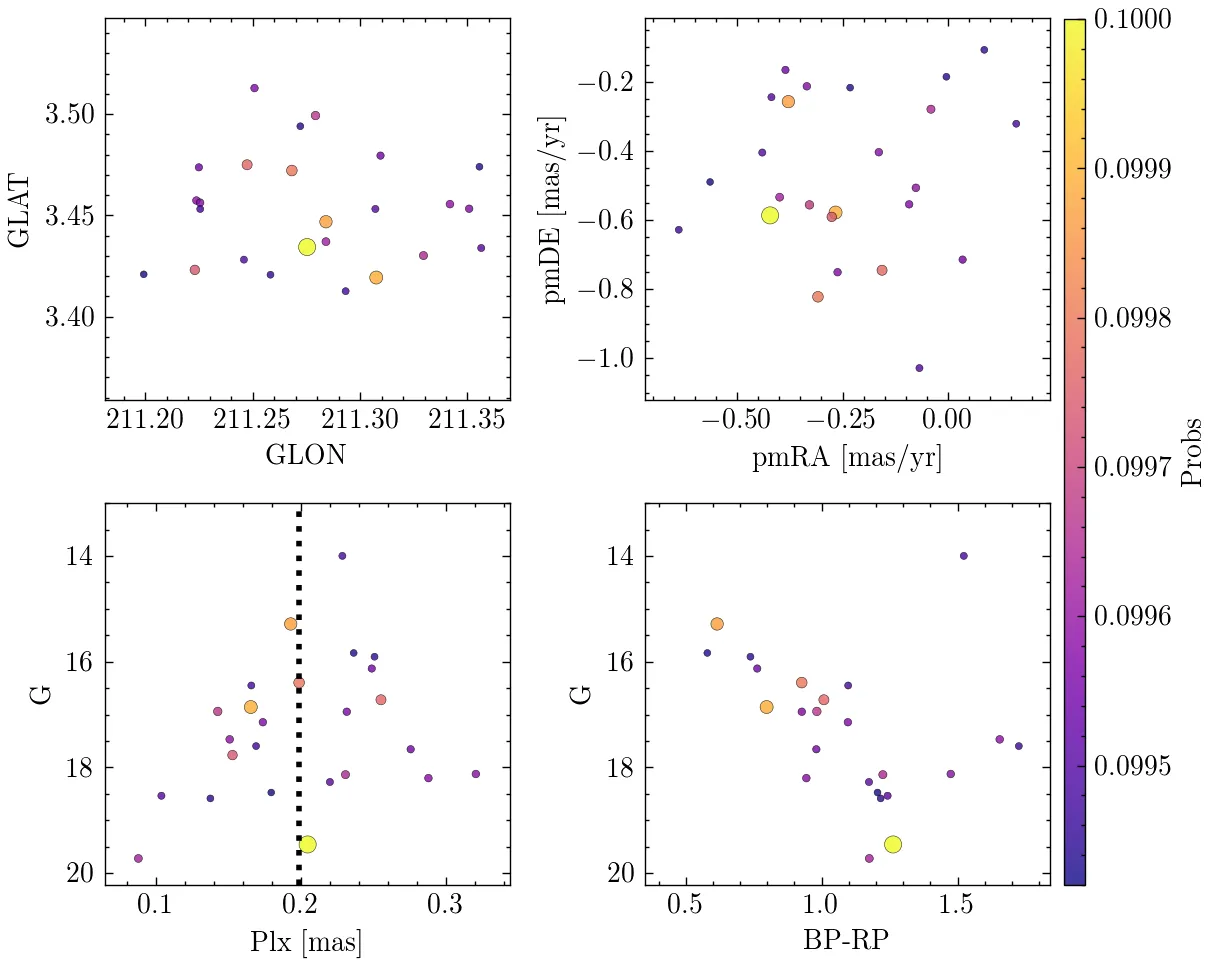 3.50
3.45
3.40
GLAT
211.20 211.25 211.30 211.35
GLON
−0.2
−0.4
−0.6
−0.8
−1.0
pmDE [mas/yr]
−0.50 −0.25 0.00
pmRA [mas/yr]
14
16
18
20
G
0.1 0.2 0.3
Plx [mas]
14
16
18
20
G
0.5 1.0 1.5
BP-RP
0.1000
0.0999
0.0998
0.0997
0.0996
0.0995
Probs